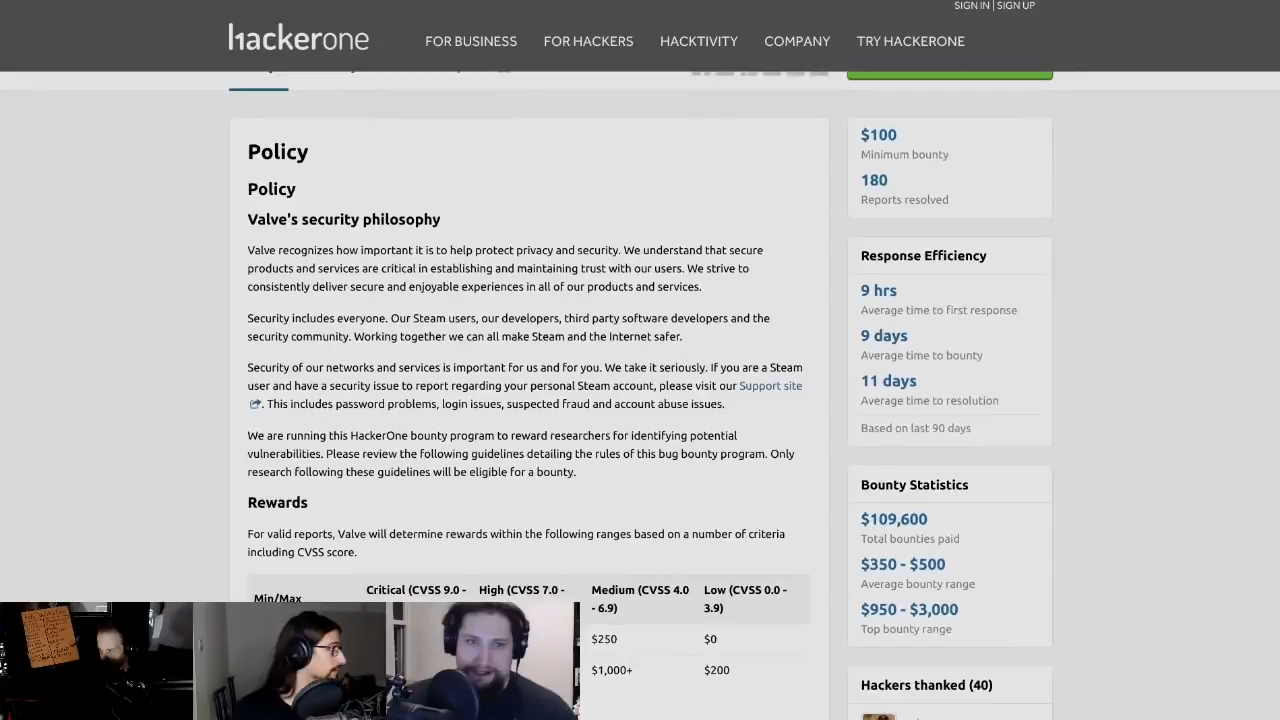 SIGN IN | SIGN UP
hackerone
FOR BUSINESS
FOR HACKERS
HACKTIVITY
COMPANY
TRY HACKERONE
Policy
Policy
Valve's security philosophy
Valve recognizes how important it is to help protect privacy and security. We understand that secure
products and services are critical in establishing and maintaining trust with our users. We strive to
consistently deliver secure and enjoyable experiences in all of our products and services.
Security includes everyone. Our Steam users, our developers, third party software developers and the
security community. Working together we can all make Steam and the Internet safer.
Security of our networks and services is important for us and for you. We take it seriously. If you are a Steam
user and have a security issue to report regarding your personal Steam account, please visit our Support site
. This includes password problems, login issues, suspected fraud and account abuse issues.
We are running this HackerOne bounty program to reward researchers for identifying potential
vulnerabilities. Please review the following guidelines detailing the rules of this bug bounty program. Only
research following these guidelines will be eligible for a bounty.
Rewards
For valid reports, Valve will determine rewards within the following ranges based on a number of criteria
including CVSS score.
Min/Max
Critical (CVSS 9.0 -
High (CVSS 7.0 -
Medium (CVSS 4.0
- 6.9)
Low (CVSS 0.0 -
3.9)
$250
$0
$1,000+
$200
$100
Minimum bounty
180
Reports resolved
Response Efficiency
9 hrs
Average time to first response
9 days
Average time to bounty
11 days
Average time to resolution
Based on last 90 days
Bounty Statistics
$109,600
Total bounties paid
$350 - $500
Average bounty range
$950 - $3,000
Top bounty range
Hackers thanked (40)